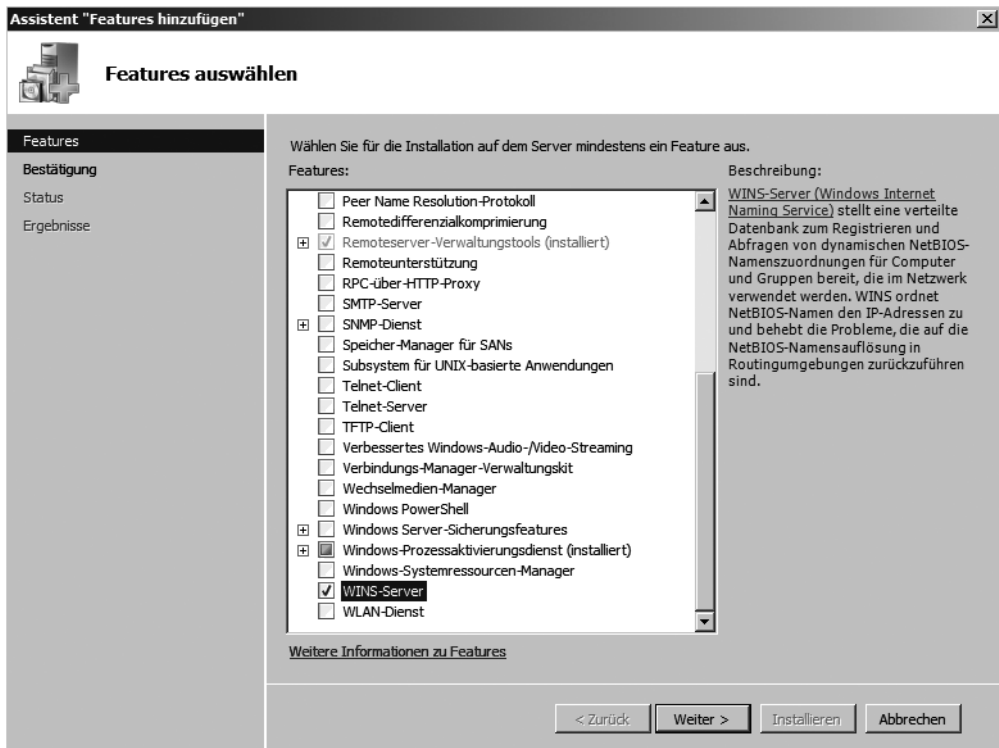 Assistent "Features hinzufügen"
Features auswählen
Features
Bestätigung
Status
Ergebnisse
Wählen Sie für die Installation auf dem Server mindestens ein Feature aus.
Features:
Peer Name Resolution-Protokoll
Remotedifferenzialkomprimierung
Remoteserver-Verwaltungstools (installiert)
Remoteunterstützung
RPC-über-HTTP-Proxy
SMTP-Server
SNMP-Dienst
Speicher-Manager für SANs
Subsystem für UNIX-basierte Anwendungen
Telnet-Client
Telnet-Server
TFTP-Client
Verbessertes Windows-Audio-/Video-Streaming
Verbindungs-Manager-Verwaltungskit
Wechselmedien-Manager
Windows PowerShell
Windows Server-Sicherungsfeatures
Windows-Prozessaktivierungsdienst (installiert)
Windows-Systemressourcen-Manager
WINS-Server
WLAN-Dienst
Weitere Informationen zu Features
Beschreibung:
WINS-Server (Windows Internet
Naming Service) stellt eine verteilte
Datenbank zum Registrieren und
Abfragen von dynamischen NetBIOS-
Namenszuordnungen für Computer
und Gruppen bereit, die im Netzwerk
verwendet werden. WINS ordnet
NetBIOS-Namen den IP-Adressen zu
und behebt die Probleme, die auf die
NetBIOS-Namensauflösung in
Routingumgebungen zurückzuführen
sind.
< Zurück
Weiter >
Installieren
Abbrechen